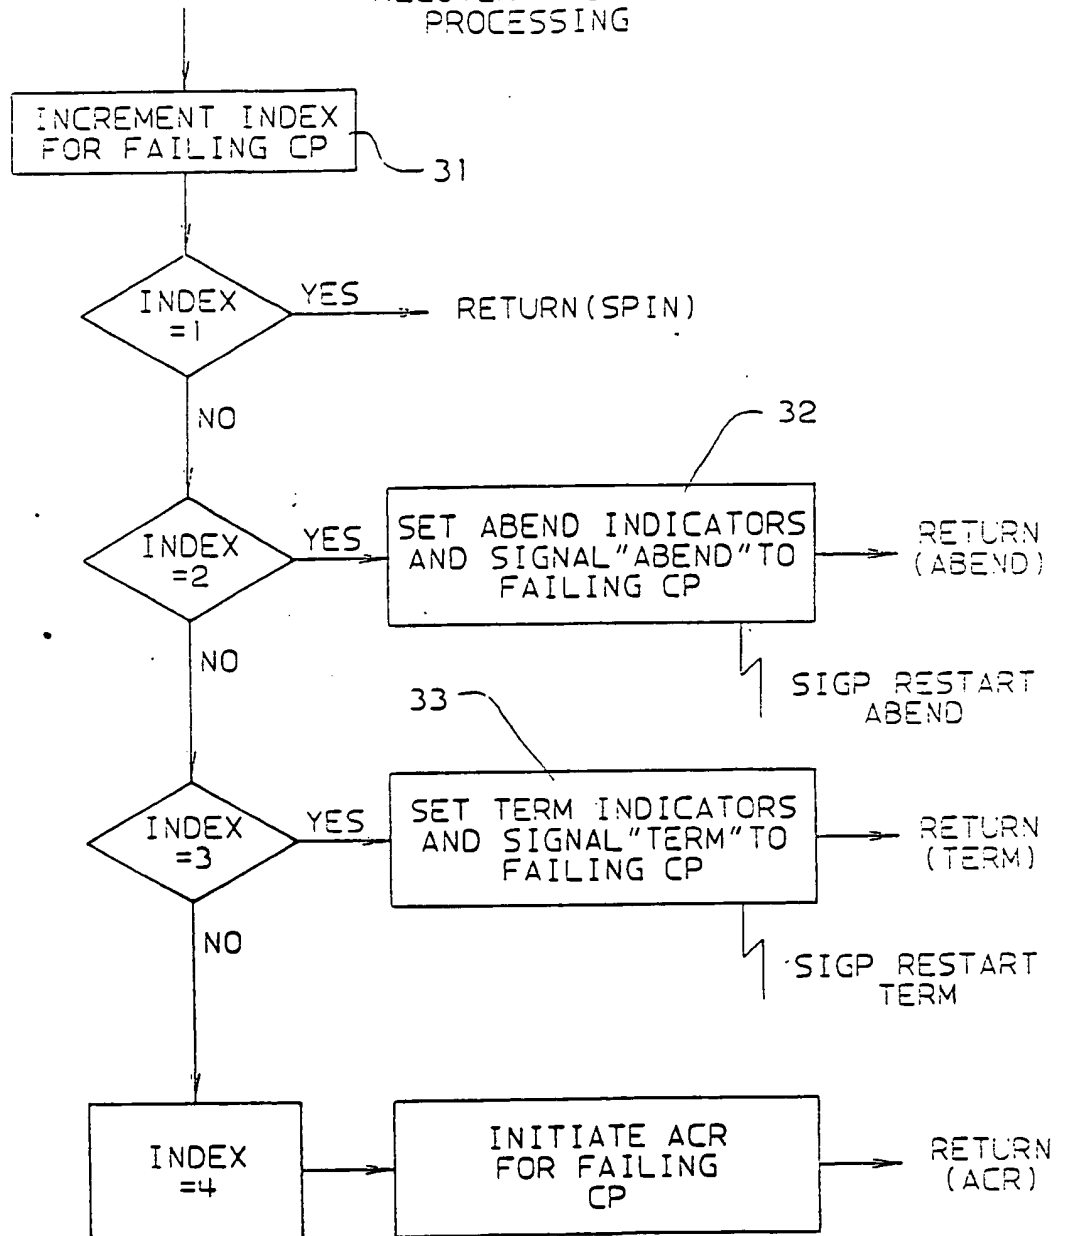 PROCESSING
INCREMENT INDEX
FOR FAILING CP
31
INDEX
=1
YES
RETURN(SPIN)
NO
32
INDEX
=2
YES
SET ABEND INDICATORS
AND SIGNAL"ABEND"TO
FAILING CP
RETURN
(ABEND)
NO
SIGP RESTART
ABEND
33
INDEX
=3
YES
SET TERM INDICATORS
AND SIGNAL"TERM"TO
FAILING CP
RETURN
(TERM)
NO
SIGP RESTART
TERM
INDEX
=4
INITIATE ACR
FOR FAILING
CP
RETURN
(ACR)